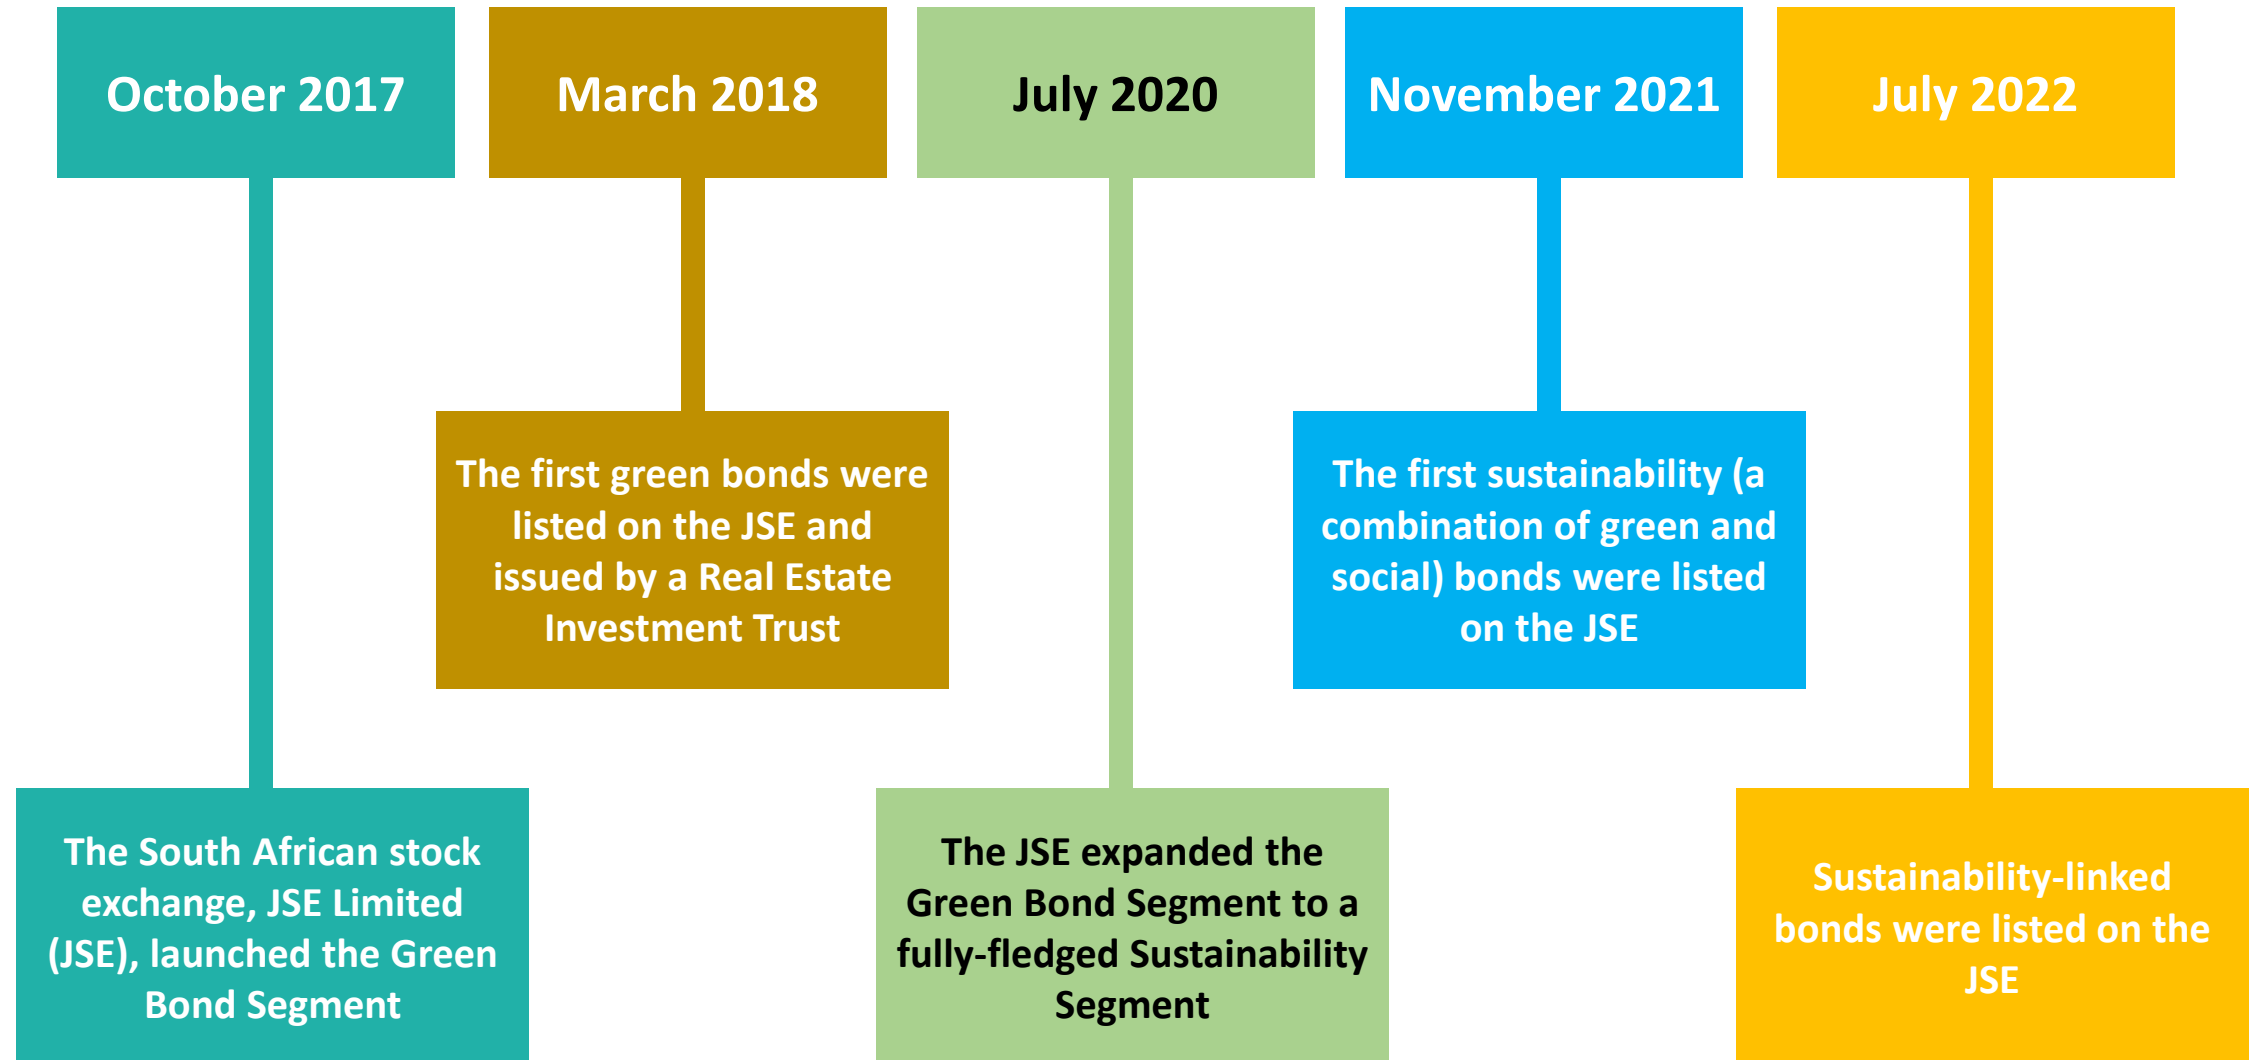 October 2017
March 2018
July 2020
November 2021
July 2022
The first green bonds were
listed on the JSE and
issued by a Real Estate
Investment Trust
The first sustainability (a
combination of green and
social) bonds were listed
on the JSE
The South African stock
exchange, JSE Limited
(JSE), launched the Green
Bond Segment
The JSE expanded the
Green Bond Segment to a
fully-fledged Sustainability
Segment
Sustainability-linked
bonds were listed on the
JSE